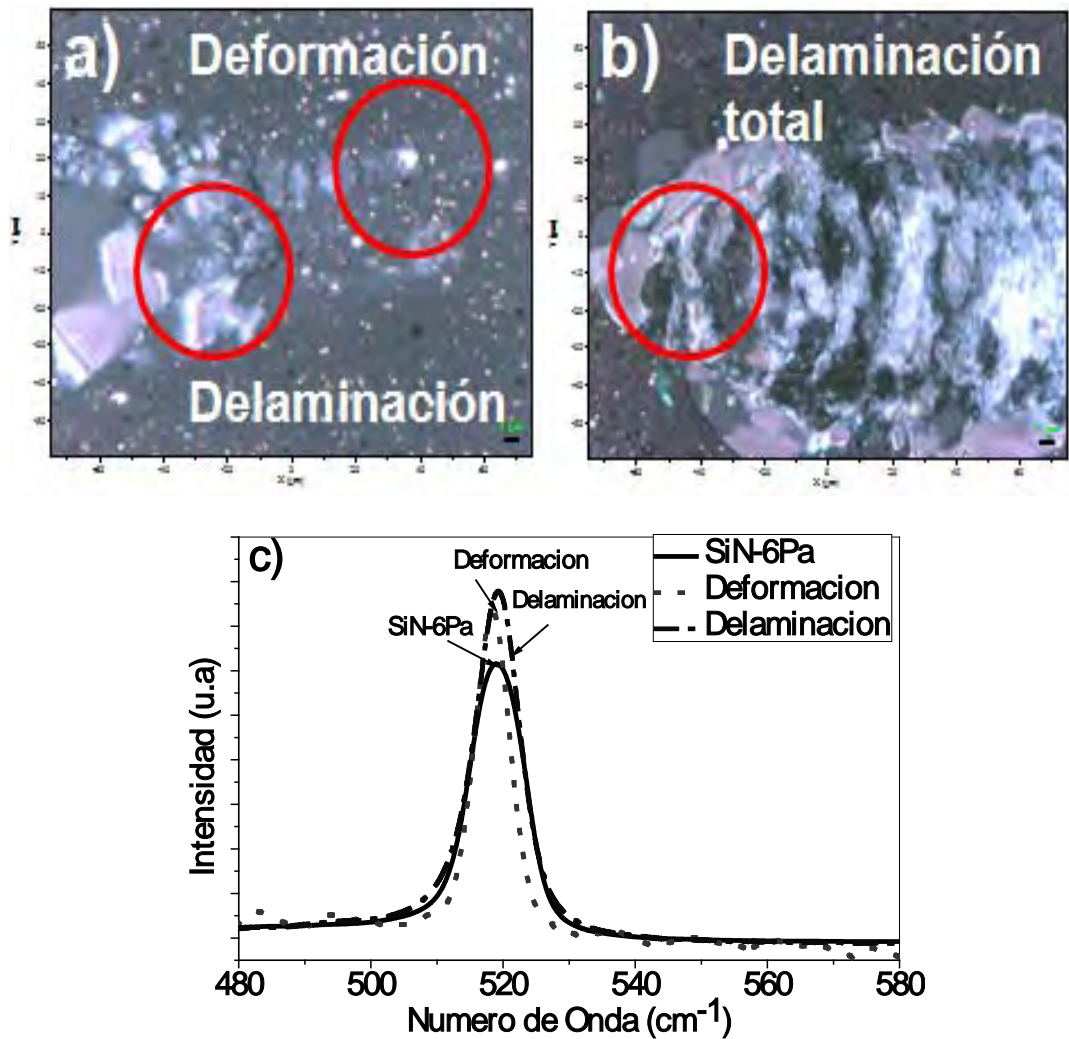 a)
Deformación
Delaminación
b)
Delaminación
total
c)
Deformacion
Delaminacion
SiN-6Pa
SiN-6Pa
Deformacion
Delaminacion
Intensidad (u.a)
480
500
520
540
560
580
Numero de Onda (cm⁻¹)